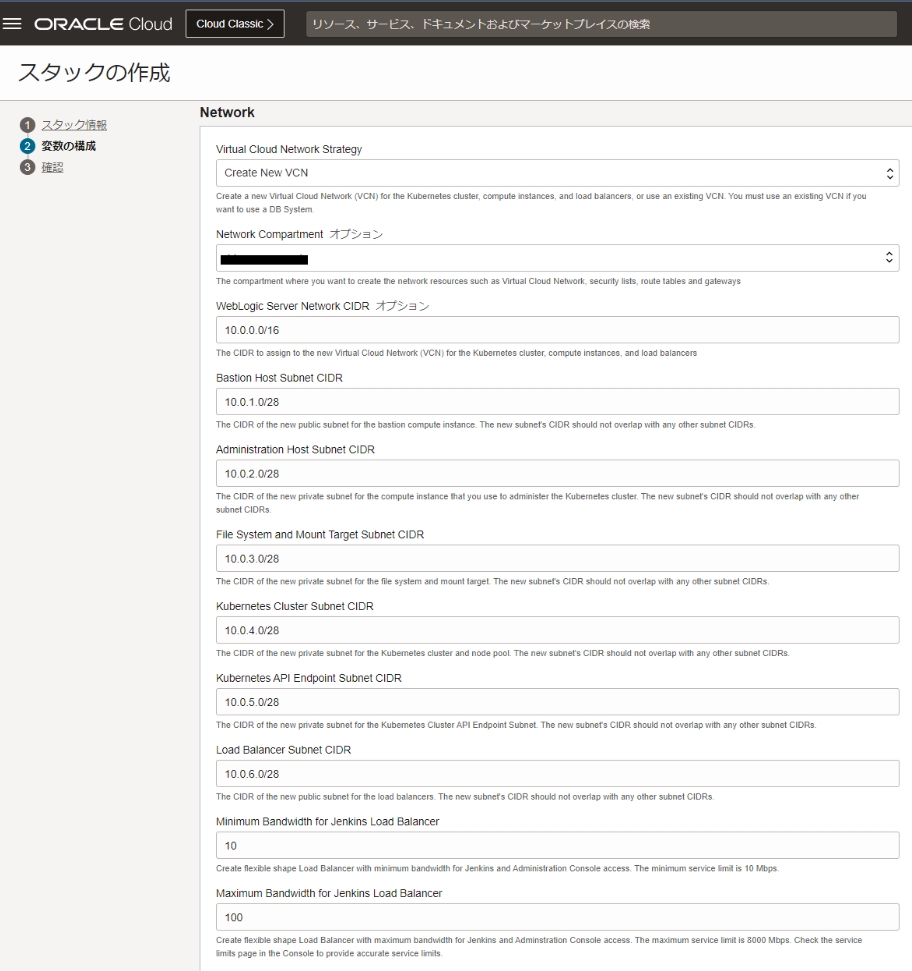 ORACLE Cloud
Cloud Classic >
リソース、サービス、ドキュメントおよびマーケットプレイスの検索
スタックの作成
1 スタック情報
2 変数の構成
3 確認
Network
Virtual Cloud Network Strategy
Create New VCN
Create a new Virtual Cloud Network (VCN) for the Kubernetes cluster, compute instances, and load balancers, or use an existing VCN. You must use an existing VCN if you
want to use a DB System.
Network Compartment オプション
The compartment where you want to create the network resources such as Virtual Cloud Network, security lists, route tables and gateways
WebLogic Server Network CIDR オプション
10.0.0.0/16
The CIDR to assign to the new Virtual Cloud Network (VCN) for the Kubernetes cluster, compute instances, and load balancers
Bastion Host Subnet CIDR
10.0.1.0/28
The CIDR of the new public subnet for the bastion compute instance. The new subnet's CIDR should not overlap with any other subnet CIDRs.
Administration Host Subnet CIDR
10.0.2.0/28
The CIDR of the new private subnet for the compute instance that you use to administer the Kubernetes cluster. The new subnet's CIDR should not overlap with any other
subnet CIDRs.
File System and Mount Target Subnet CIDR
10.0.3.0/28
The CIDR of the new private subnet for the file system and mount target. The new subnet's CIDR should not overlap with any other subnet CIDRs.
Kubernetes Cluster Subnet CIDR
10.0.4.0/28
The CIDR of the new private subnet for the Kubernetes cluster and node pool. The new subnet's CIDR should not overlap with any other subnet CIDRs.
Kubernetes API Endpoint Subnet CIDR
10.0.5.0/28
The CIDR of the new private subnet for the Kubernetes Cluster API Endpoint Subnet. The new subnet's CIDR should not overlap with any other subnet CIDRs.
Load Balancer Subnet CIDR
10.0.6.0/28
The CIDR of the new public subnet for the load balancers. The new subnet's CIDR should not overlap with any other subnet CIDRs.
Minimum Bandwidth for Jenkins Load Balancer
10
Create flexible shape Load Balancer with minimum bandwidth for Jenkins and Administration Console access. The minimum service limit is 10 Mbps.
Maximum Bandwidth for Jenkins Load Balancer
100
Create flexible shape Load Balancer with maximum bandwidth for Jenkins and Adminstration Console access. The maximum service limit is 8000 Mbps. Check the service
limits page in the Console to provide accurate service limits.